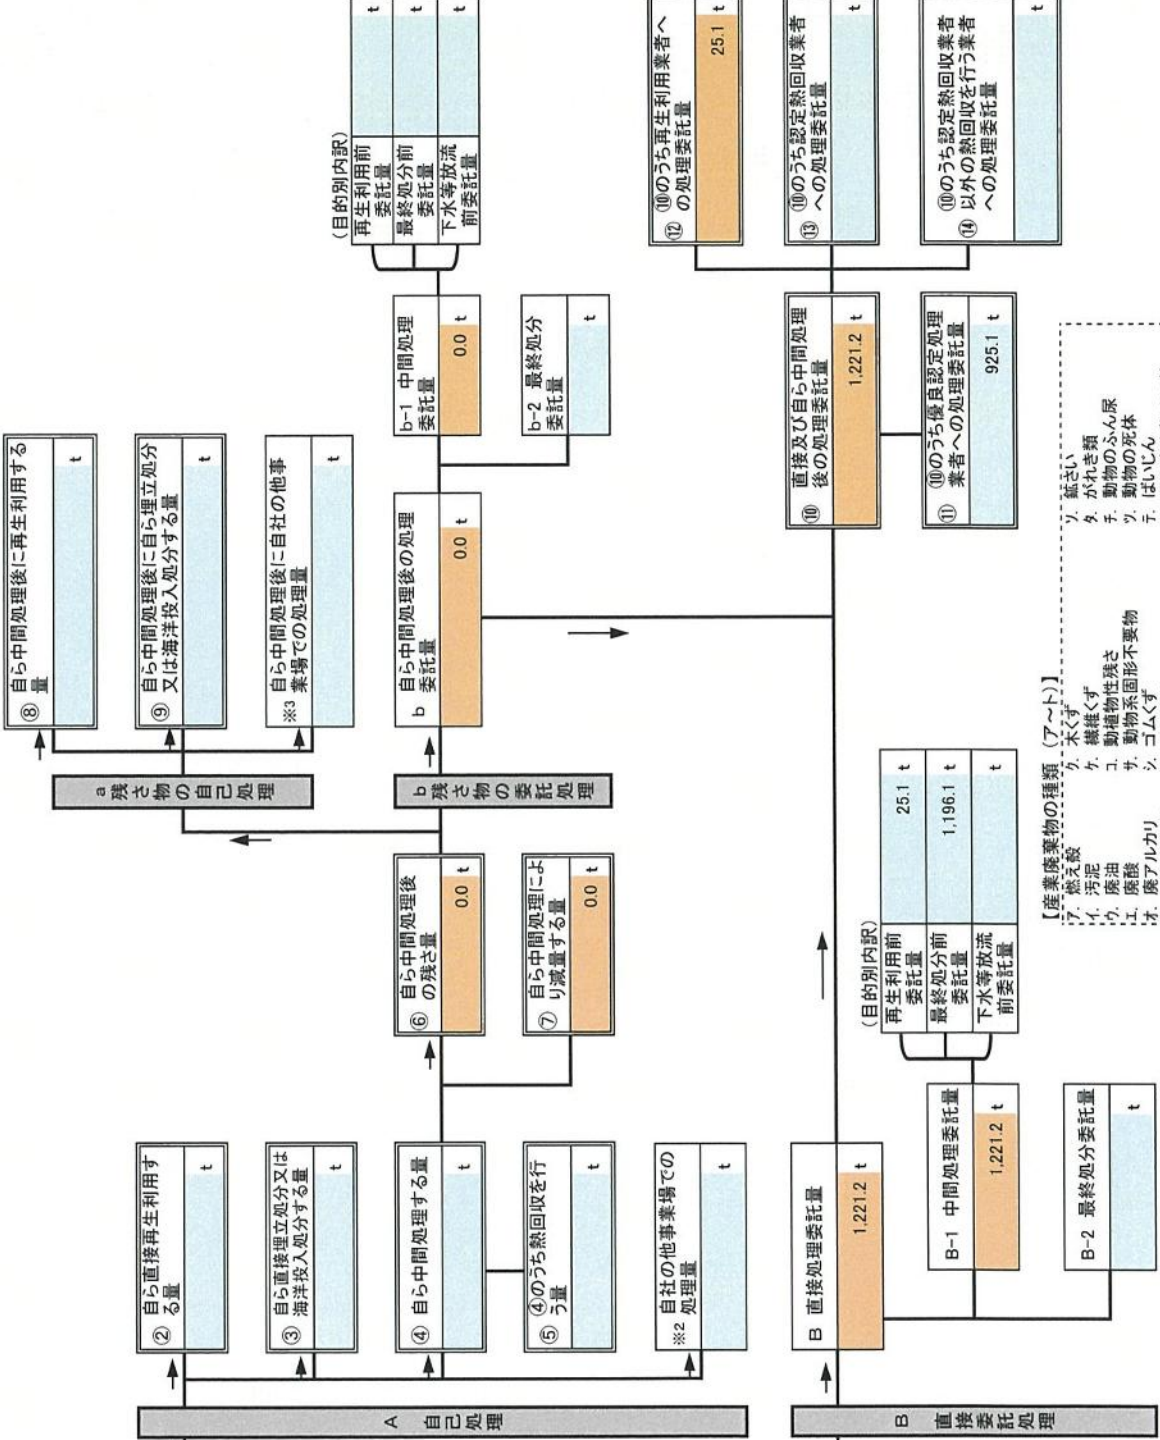 A 自己処理
② 自ら直接再生利用す
る量
t
③ 自ら直接埋立処分又は
海洋投入処分する量
t
④ 自ら中間処理する量
t
⑤ ④のうち熱回収を行
う量
t
※2 自社の他事業場での
処理量
t
⑥ 自ら中間処理後
の残さ量
0.0 t
⑦ 自ら中間処理によ
り減量する量
0.0 t
a 残さ物の自己処理
⑧ 自ら中間処理後に再生利用する
量
t
⑨ 自ら中間処理後に自ら埋立処分
又は海洋投入処分する量
t
※3 自ら中間処理後に自社の他事
業場での処理量
t
b 残さ物の委託処理
b 自ら中間処理後の処理
委託量
0.0 t
b-1 中間処理
委託量
0.0 t
b-2 最終処分
委託量
t
(目的別内訳)
再生利用前
委託量
t
最終処分前
委託量
t
下水等放流
前委託量
t
B 直接委託処理
B 直接処理委託量
1,221.2 t
B-1 中間処理委託量
1,221.2 t
B-2 最終処分委託量
t
(目的別内訳)
再生利用前
委託量
25.1 t
最終処分前
委託量
1,196.1 t
下水等放流
前委託量
t
⑩ 直接及び自ら中間処理
後の処理委託量
1,221.2 t
⑪ ⑩のうち優良認定処理
業者への処理委託量
925.1 t
⑫ ⑩のうち再生利用業者へ
の処理委託量
25.1 t
⑬ ⑩のうち認定熱回収業者
への処理委託量
t
⑭ ⑩のうち認定熱回収業者
以外の熱回収を行う業者
への処理委託量
t
【産業廃棄物の種類(ア~ト)】
ア. 燃え殻
イ. 汚泥
ウ. 廃油
エ. 廃酸
オ. 廃アルカリ
ク. 木くず
ケ. 繊維くず
コ. 動植物性残さ
サ. 動物系固形不要物
シ. ゴムくず
ソ. 鉱さい
タ. がれき類
チ. 動物のふん尿
ツ. 動物の死体
テ. ばいじん